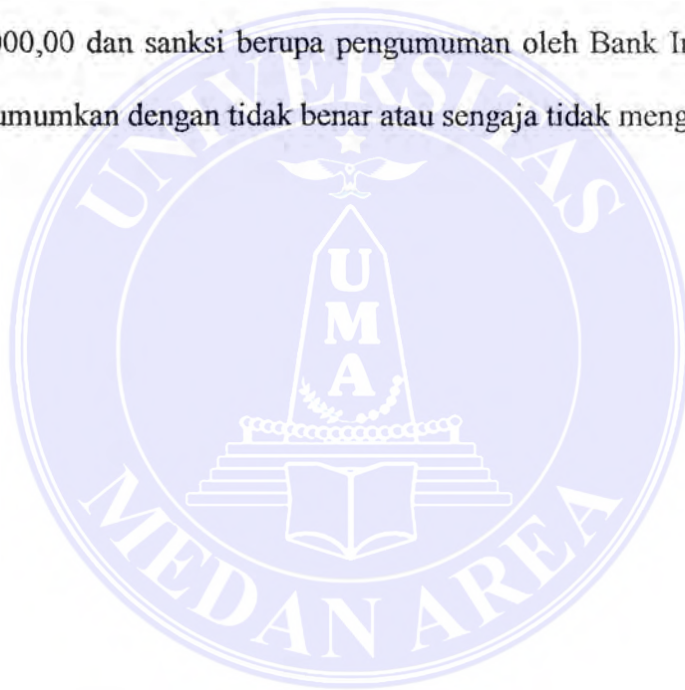 000,00 dan sanksi berupa pengumuman oleh Bank In
umumkan dengan tidak benar atau sengaja tidak meng
UNIVERSITAS
UMA
MEDAN AREA